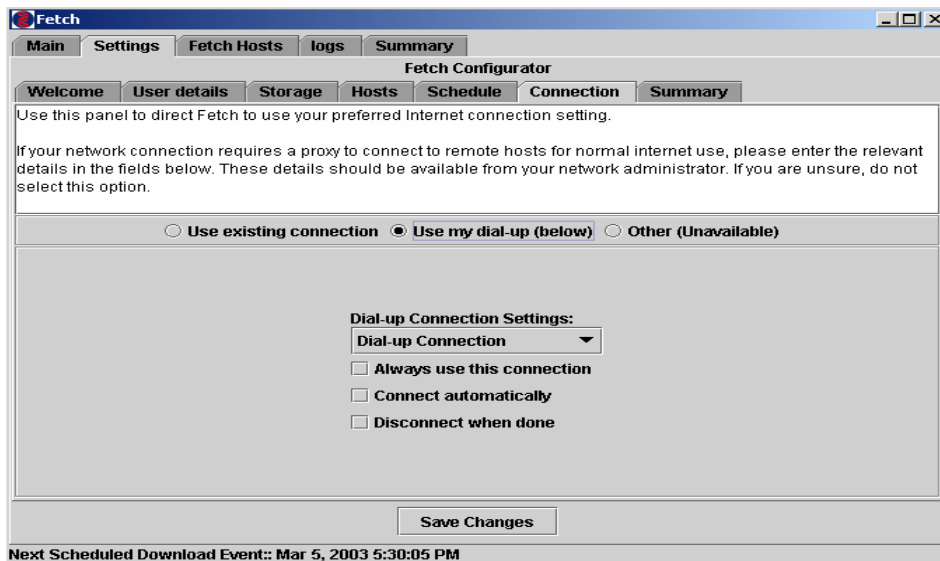 Fetch
Main Settings Fetch Hosts logs Summary
Fetch Configurator
Welcome User details Storage Hosts Schedule Connection Summary
Use this panel to direct Fetch to use your preferred Internet connection setting.
If your network connection requires a proxy to connect to remote hosts for normal internet use, please enter the relevant
details in the fields below. These details should be available from your network administrator. If you are unsure, do not
select this option.
Use existing connection Use my dial-up (below) Other (Unavailable)
Dial-up Connection Settings:
Dial-up Connection
Always use this connection
Connect automatically
Disconnect when done
Save Changes
Next Scheduled Download Event:: Mar 5, 2003 5:30:05 PM